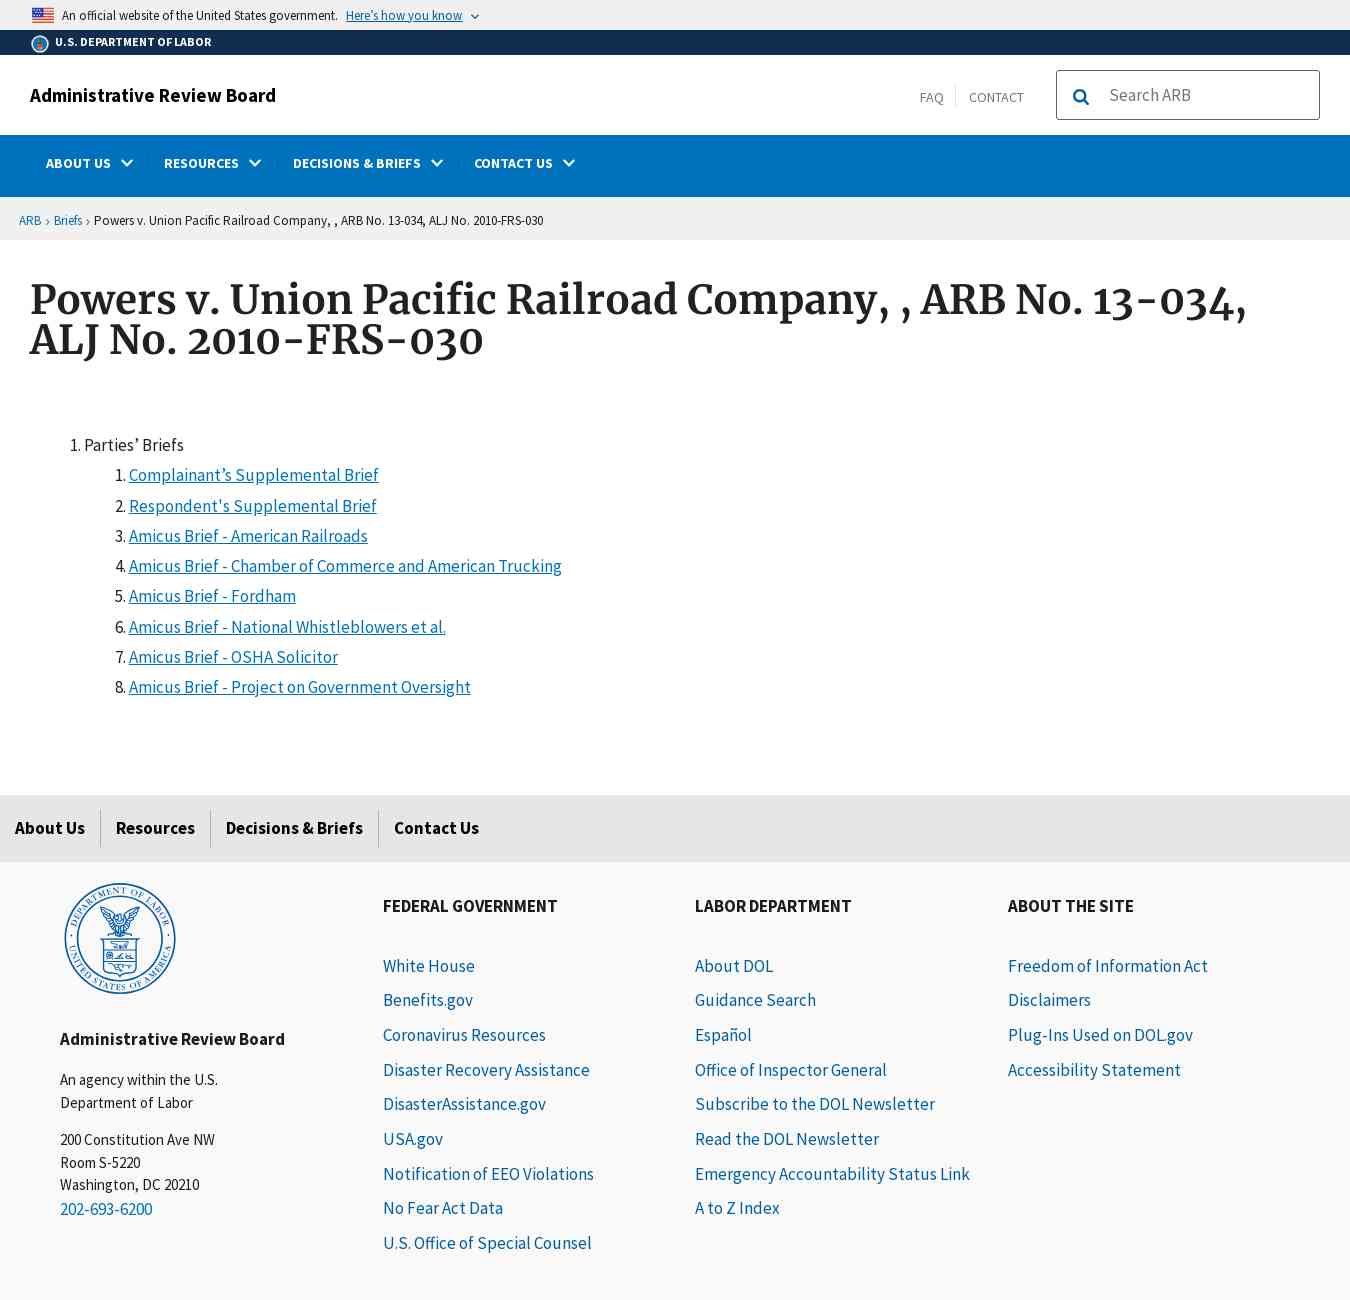 An official website of the United States government. Here's how you know
U.S. DEPARTMENT OF LABOR
Administrative Review Board
FAQ
CONTACT
Search ARB
ABOUT US
RESOURCES
DECISIONS & BRIEFS
CONTACT US
ARB › Briefs › Powers v. Union Pacific Railroad Company, , ARB No. 13-034, ALJ No. 2010-FRS-030
Powers v. Union Pacific Railroad Company, , ARB No. 13-034,
ALJ No. 2010-FRS-030
1. Parties’ Briefs
1. Complainant’s Supplemental Brief
2. Respondent's Supplemental Brief
3. Amicus Brief - American Railroads
4. Amicus Brief - Chamber of Commerce and American Trucking
5. Amicus Brief - Fordham
6. Amicus Brief - National Whistleblowers et al.
7. Amicus Brief - OSHA Solicitor
8. Amicus Brief - Project on Government Oversight
About Us
Resources
Decisions & Briefs
Contact Us
DEPARTMENT OF LABOR
UNITED STATES OF AMERICA
Administrative Review Board
An agency within the U.S.
Department of Labor
200 Constitution Ave NW
Room S-5220
Washington, DC 20210
202-693-6200
FEDERAL GOVERNMENT
White House
Benefits.gov
Coronavirus Resources
Disaster Recovery Assistance
DisasterAssistance.gov
USA.gov
Notification of EEO Violations
No Fear Act Data
U.S. Office of Special Counsel
LABOR DEPARTMENT
About DOL
Guidance Search
Español
Office of Inspector General
Subscribe to the DOL Newsletter
Read the DOL Newsletter
Emergency Accountability Status Link
A to Z Index
ABOUT THE SITE
Freedom of Information Act
Disclaimers
Plug-Ins Used on DOL.gov
Accessibility Statement